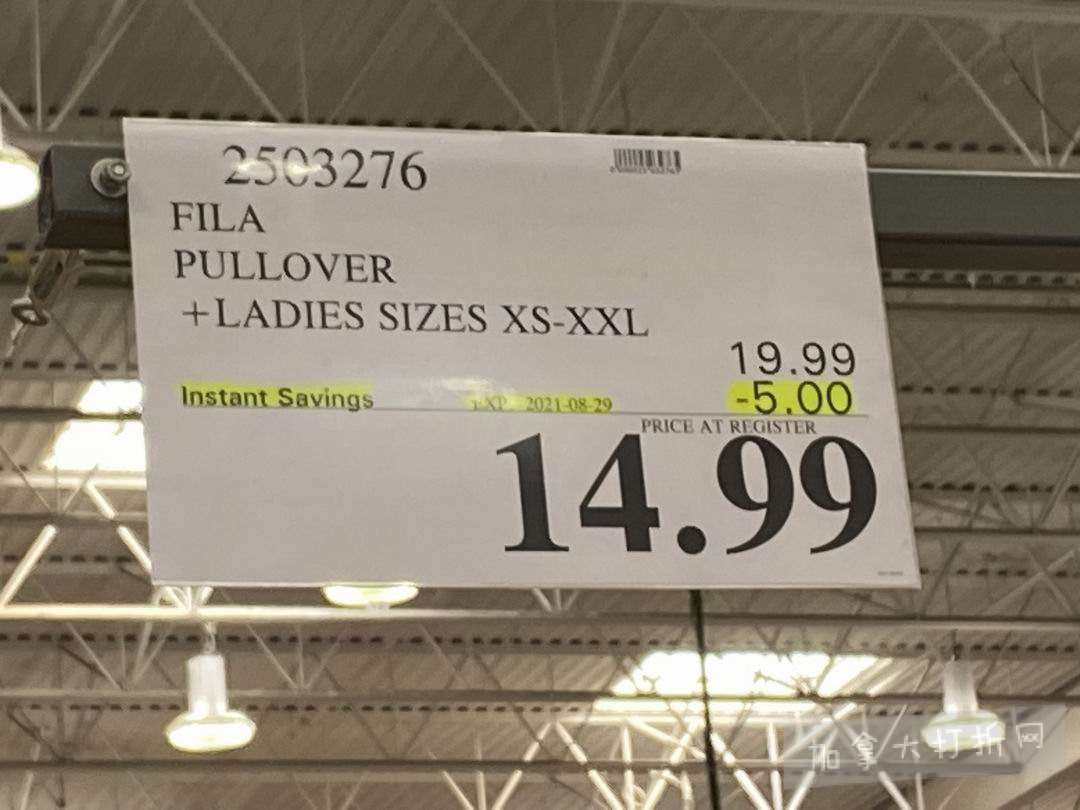 2503276
FILA
PULLOVER
+LADIES SIZES XS-XXL
19.99
Instant Savings EXP. 2021-08-29 -5.00
PRICE AT REGISTER
14.99
加拿大打折网